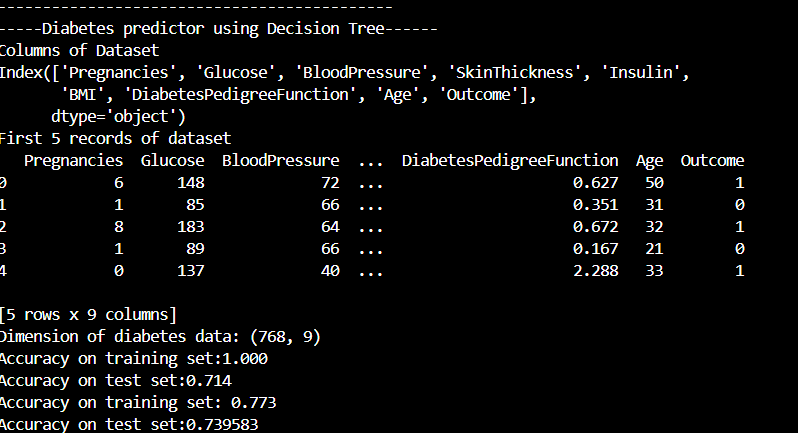 ---------------------------------------------
-----Diabetes predictor using Decision Tree------
Columns of Dataset
Index(['Pregnancies', 'Glucose', 'BloodPressure', 'SkinThickness', 'Insulin',
'BMI', 'DiabetesPedigreeFunction', 'Age', 'Outcome'],
dtype='object')
First 5 records of dataset
Pregnancies Glucose BloodPressure ... DiabetesPedigreeFunction Age Outcome
0 6 148 72 ... 0.627 50 1
1 1 85 66 ... 0.351 31 0
2 8 183 64 ... 0.672 32 1
3 1 89 66 ... 0.167 21 0
4 0 137 40 ... 2.288 33 1
[5 rows x 9 columns]
Dimension of diabetes data: (768, 9)
Accuracy on training set:1.000
Accuracy on test set:0.714
Accuracy on training set: 0.773
Accuracy on test set:0.739583